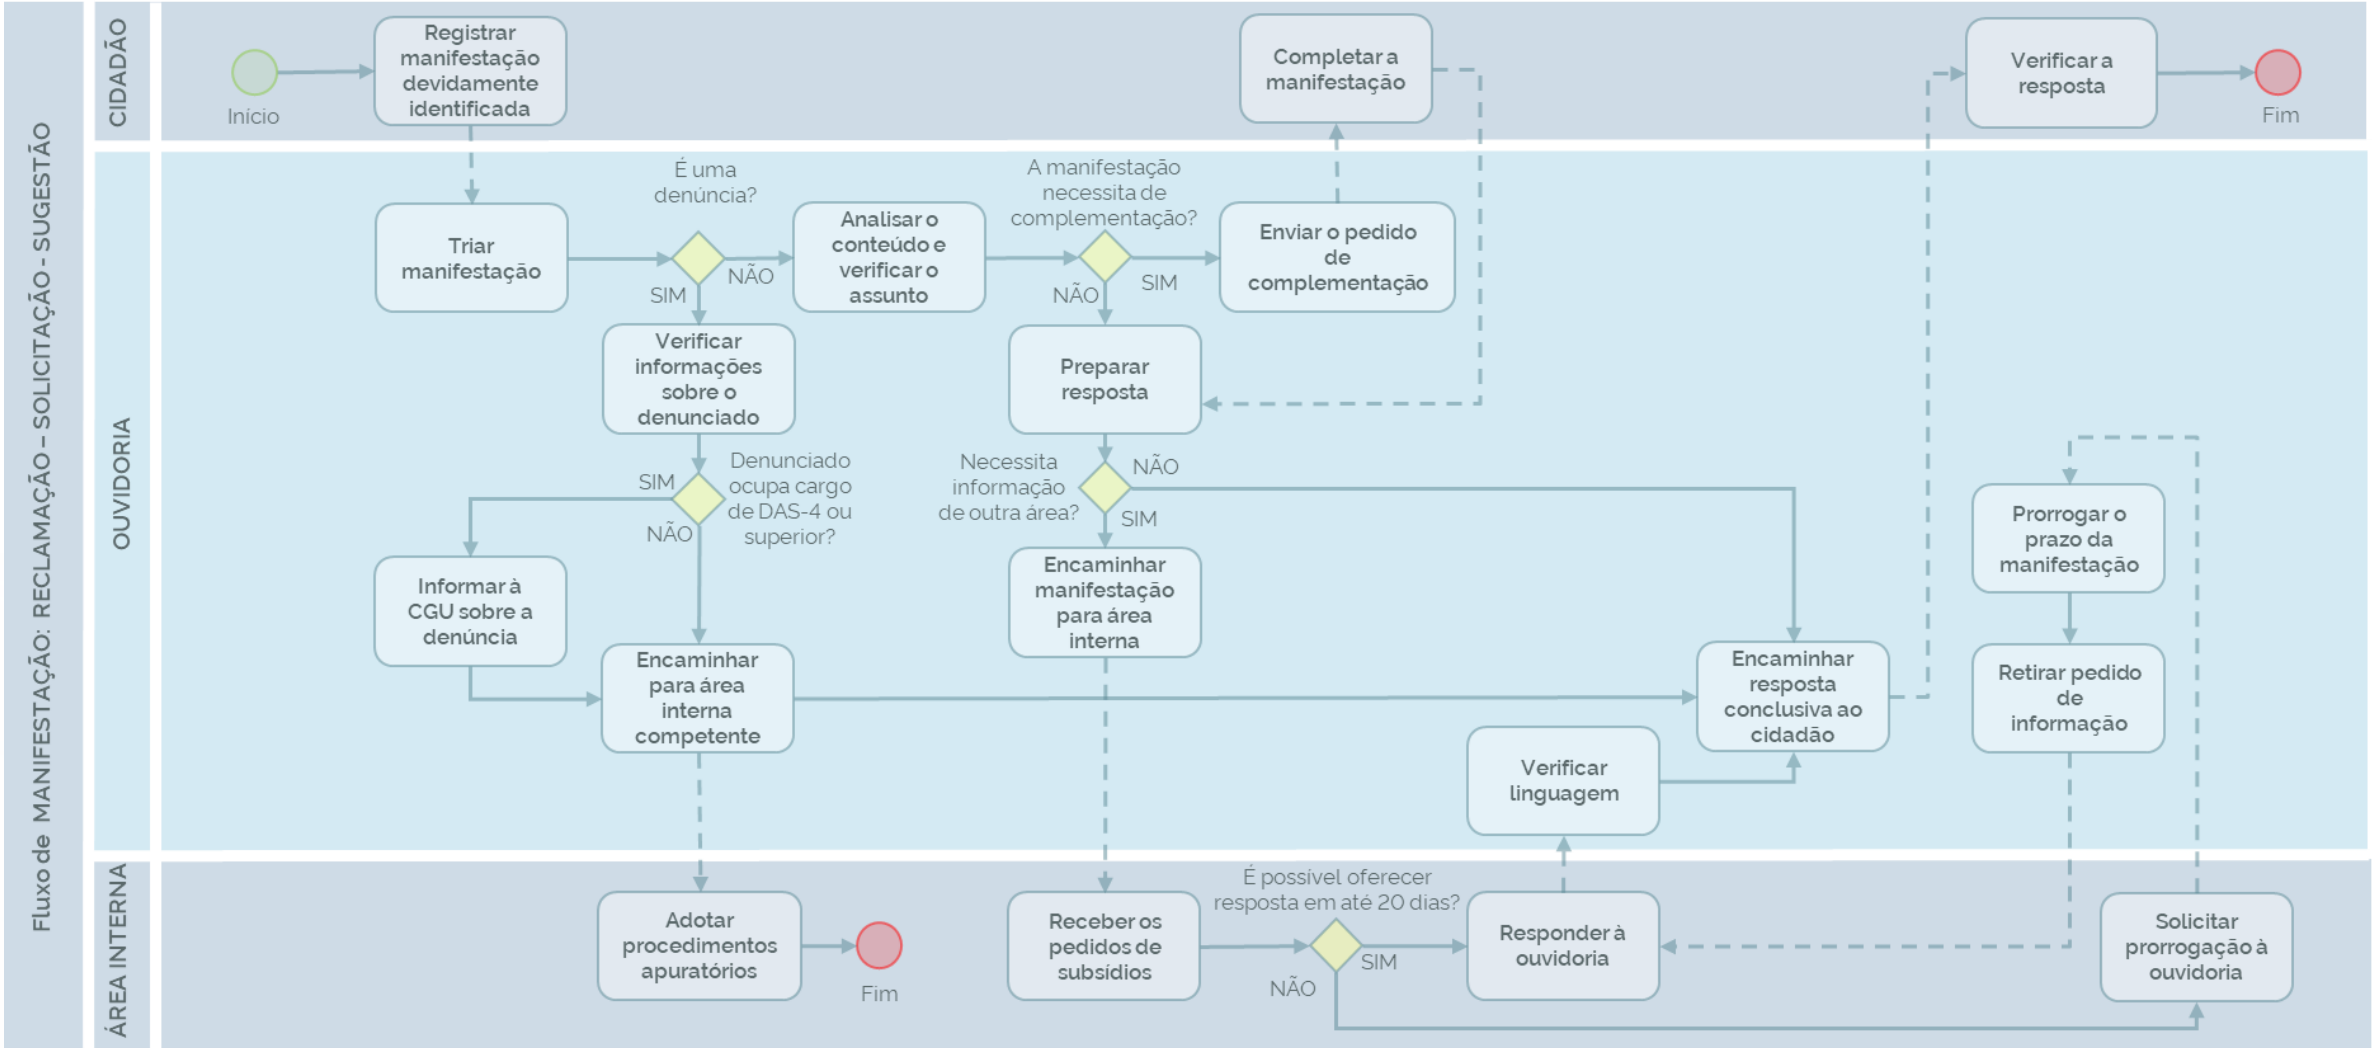 Fluxo de MANIFESTAÇÃO: RECLAMAÇÃO – SOLICITAÇÃO - SUGESTÃO
CIDADÃO
Início
Registrar
manifestação
devidamente
identificada
Completar a
manifestação
Verificar a
resposta
Fim
OUVIDORIA
Triar
manifestação
É uma
denúncia?
NÃO
SIM
Analisar o
conteúdo e
verificar o
assunto
A manifestação
necessita de
complementação?
SIM
NÃO
Enviar o pedido
de
complementação
Verificar
informações
sobre o
denunciado
Preparar
resposta
SIM
Denunciado
ocupa cargo
de DAS-4 ou
superior?
NÃO
Necessita
informação
de outra área?
NÃO
SIM
Informar à
CGU sobre a
denúncia
Encaminhar
manifestação
para área
interna
Prorrogar o
prazo da
manifestação
Encaminhar
para área
interna
competente
Encaminhar
resposta
conclusiva ao
cidadão
Retirar pedido
de
informação
Verificar
linguagem
ÁREA INTERNA
Adotar
procedimentos
apuratórios
Fim
Receber os
pedidos de
subsídios
É possível oferecer
resposta em até 20 dias?
SIM
NÃO
Responder à
ouvidoria
Solicitar
prorrogação à
ouvidoria